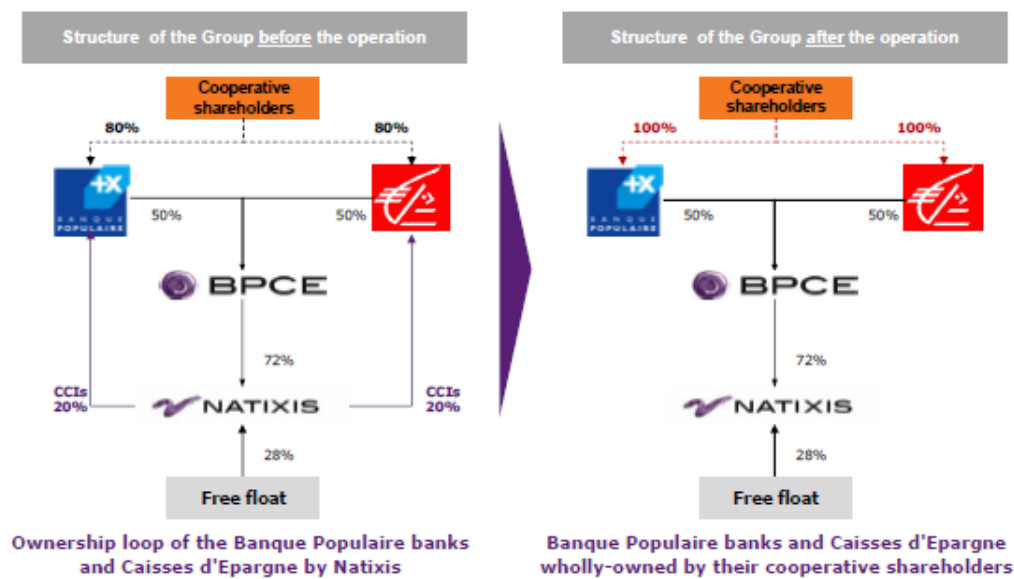 Structure of the Group before the operation
Cooperative
shareholders
80%
80%
+X
BANQUE
POPULAIRE
50%
50%
BPCE
72%
CCIs
20%
NATIXIS
CCIs
20%
28%
Free float
Ownership loop of the Banque Populaire banks
and Caisses d'Epargne by Natixis
Structure of the Group after the operation
Cooperative
shareholders
100%
100%
+X
BANQUE
POPULAIRE
50%
50%
BPCE
72%
NATIXIS
28%
Free float
Banque Populaire banks and Caisses d'Epargne
wholly-owned by their cooperative shareholders